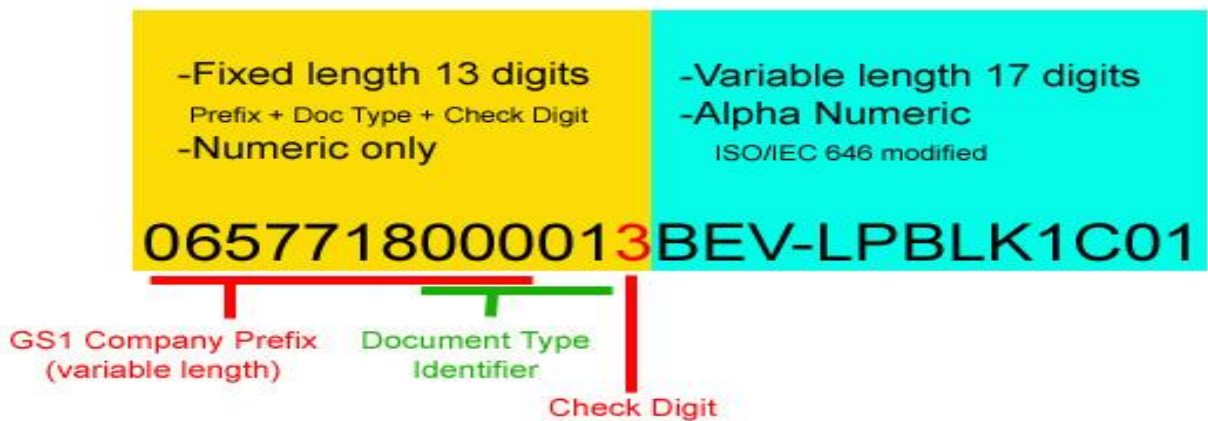 -Fixed length 13 digits
Prefix + Doc Type + Check Digit
-Numeric only
-Variable length 17 digits
-Alpha Numeric
ISO/IEC 646 modified
0657718000013BEV-LPBLK1C01
GS1 Company Prefix
(variable length)
Document Type
Identifier
Check Digit